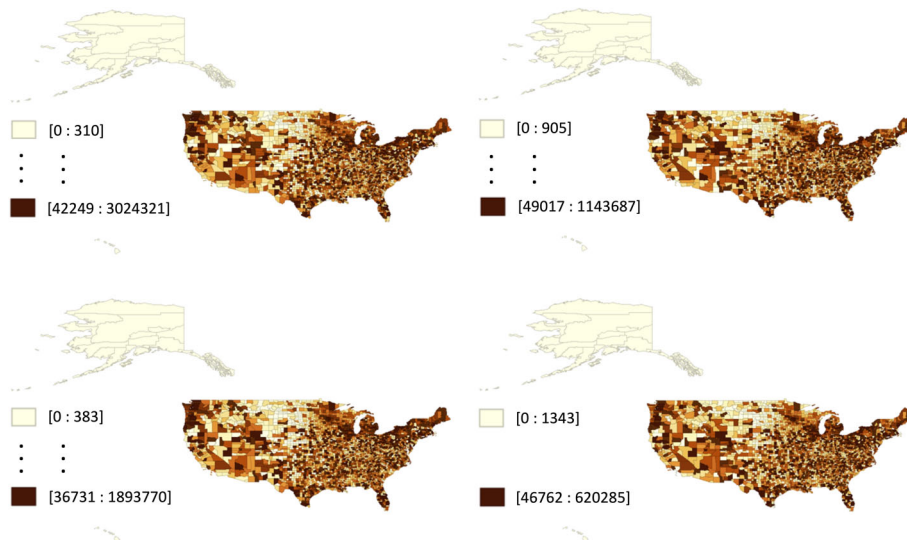 [0 : 310]
[42249 : 3024321]
[0 : 905]
[49017 : 1143687]
[0 : 383]
[36731 : 1893770]
[0 : 1343]
[46762 : 620285]